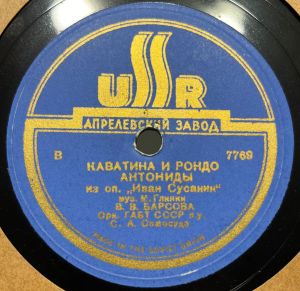 USSR
АПРЕЛЕВСКИЙ ЗАВОД
В 7769
КАВАТИНА И РОНДО
АНТОНИДЫ
из оп. „Иван Сусанин"
муз. М. Глинки
В. В. БАРСОВА
Орк. ГАБТ СССР п/у
С. А. Самосуда
MADE IN THE SOVIET UNION